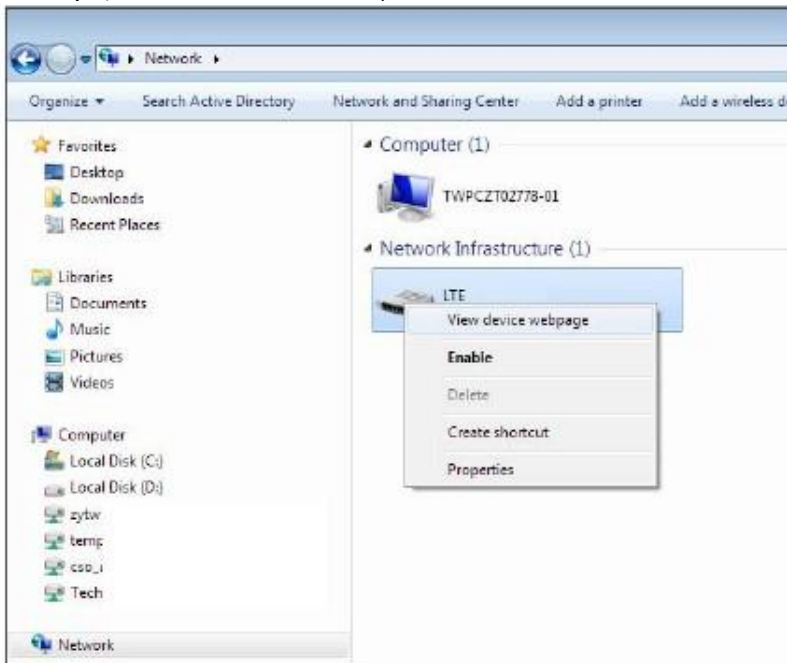 Network
Organize Search Active Directory Network and Sharing Center Add a printer Add a wireless d
Favorites
Desktop
Downloads
Recent Places
Libraries
Documents
Music
Pictures
Videos
Computer
Local Disk (C:)
Local Disk (D:)
zytw
temp
Tech
Network
Computer (1)
TWPCZT02778-01
Network Infrastructure (1)
LTE
View device webpage
Enable
Delete
Create shortcut
Properties